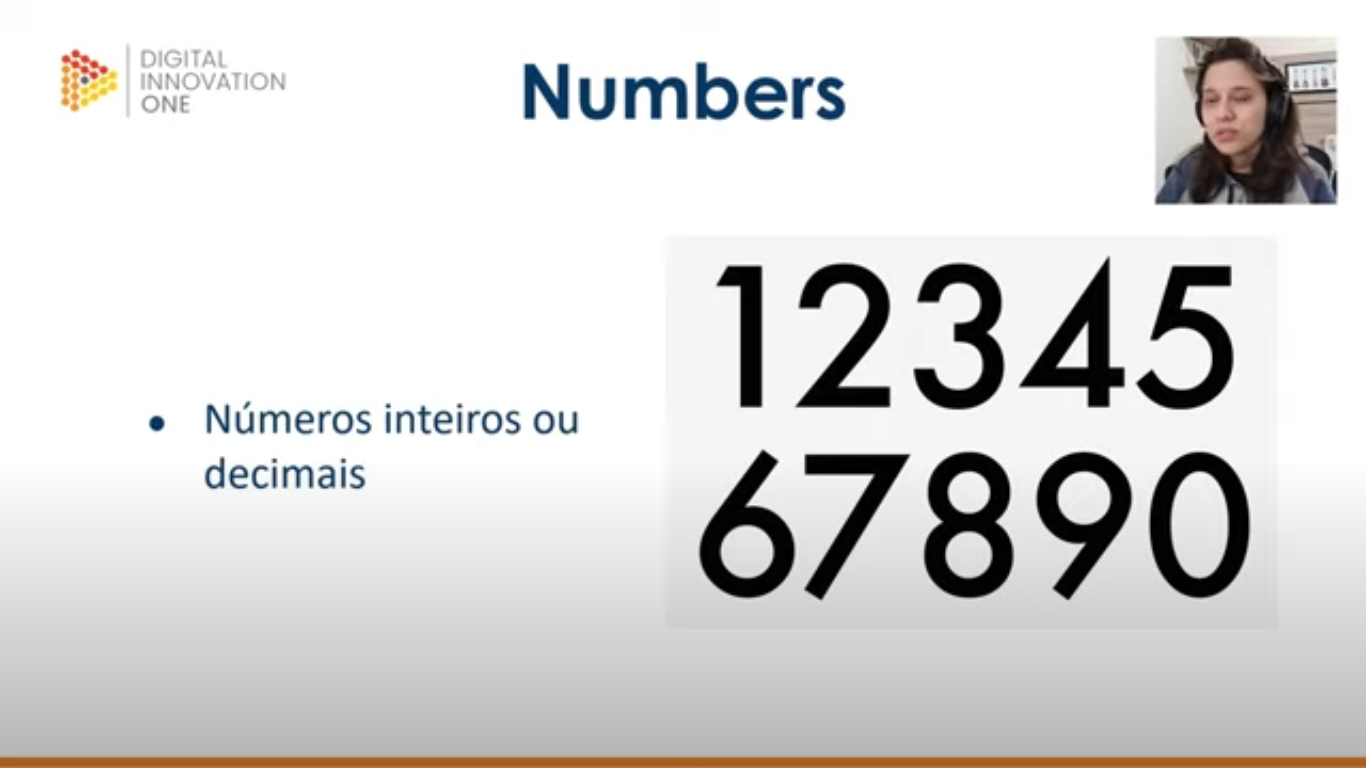 DIGITAL
INNOVATION
ONE
Numbers
• Números inteiros ou
decimais
12345
67890